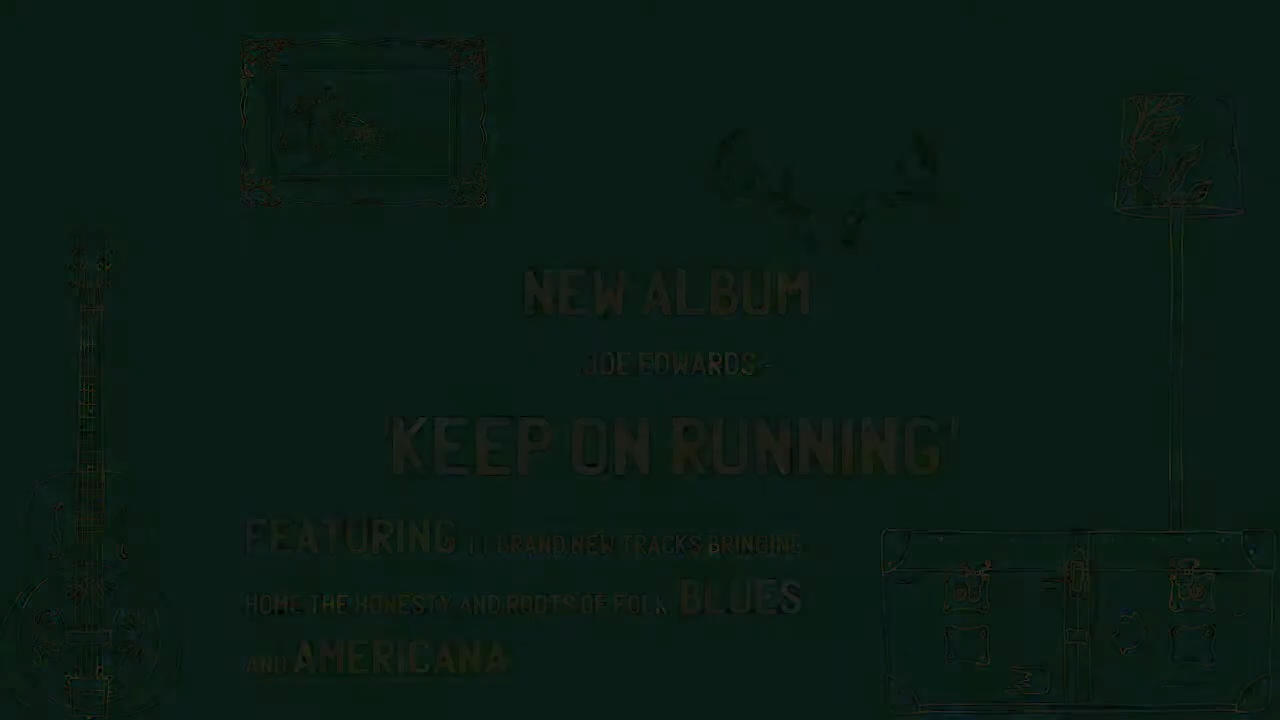 NEW ALBUM
JOE EDWARDS -
'KEEP ON RUNNING'
FEATURING 11 BRAND NEW TRACKS BRINGING
HOME THE HONESTY AND ROOTS OF FOLK, BLUES
AND AMERICANA